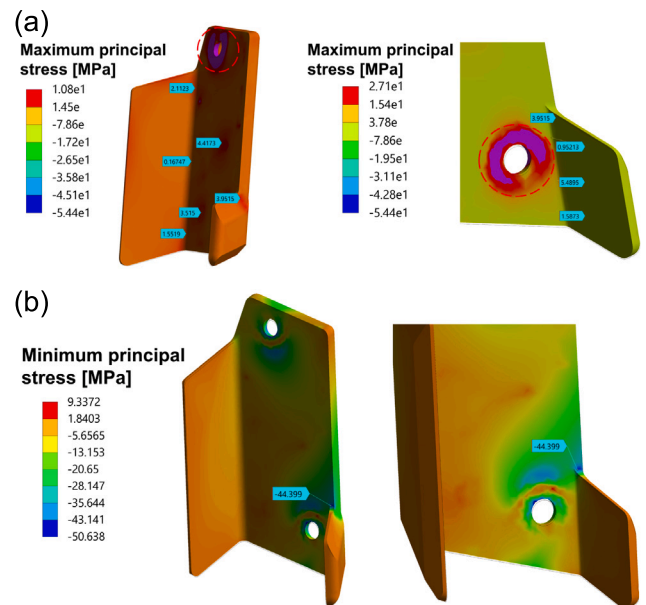 (a)
Maximum principal
stress [MPa]
1.08e1
1.45e
-7.86e
-1.72e1
-2.65e1
-3.58e1
-4.51e1
-5.44e1
2.1123
4.4173
0.16747
3.9515
3.515
1.5519
Maximum principal
stress [MPa]
2.71e1
1.54e1
3.78e
-7.86e
-1.95e1
-3.11e1
-4.28e1
-5.44e1
3.9515
0.95213
3.4895
1.5873
(b)
Minimum principal
stress [MPa]
9.3372
1.8403
-5.6565
-13.153
-20.65
-28.147
-35.644
-43.141
-50.638
-44.399
-44.399